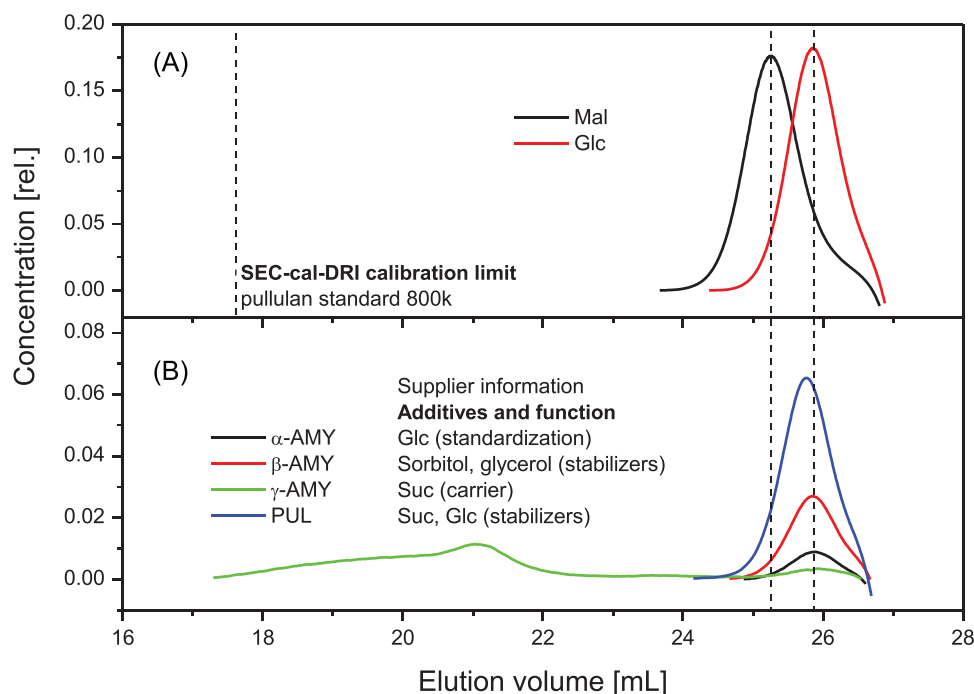 0.20
(A)
0.15
Mal
Glc
0.10
0.05
SEC-cal-DRI calibration limit
0.00
pullulan standard 800k
Concentration [rel.]
0.08
(B)
Supplier information
0.06
Additives and function
α-AMY Glc (standardization)
0.04
β-AMY Sorbitol, glycerol (stabilizers)
γ-AMY Suc (carrier)
0.02
PUL Suc, Glc (stabilizers)
0.00
16 18 20 22 24 26 28
Elution volume [mL]